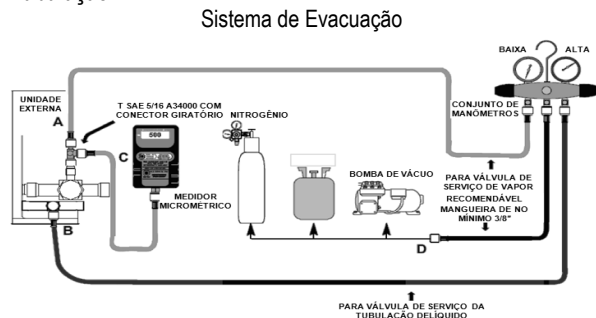 Sistema de Evacuação
BAIXA
ALTA
UNIDADE
EXTERNA
A
T SAE 5/16 A34000 COM
CONECTOR GIRATÓRIO
NITROGÊNIO
CONJUNTO DE
MANÔMETROS
C
500
BOMBA DE VÁCUO
MEDIDOR
MICROMÉTRICO
PARA VÁLVULA DE
SERVIÇO DE VAPOR
RECOMENDÁVEL
MANGUEIRA DE NO
MÍNIMO 3/8"
B
D
PARA VÁLVULA DE SERVIÇO DA
TUBULAÇÃO DELÍQUIDO